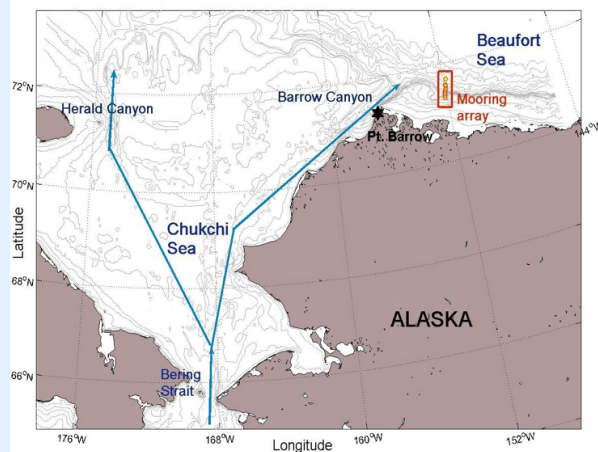 Beaufort
Sea
72°N
Herald Canyon
Barrow Canyon
Mooring
array
Pt. Barrow
144°W
70°N
Latitude
Chukchi
Sea
68°N
ALASKA
66°N
Bering
Strait
176°W
168°W
160°W
152°W
Longitude